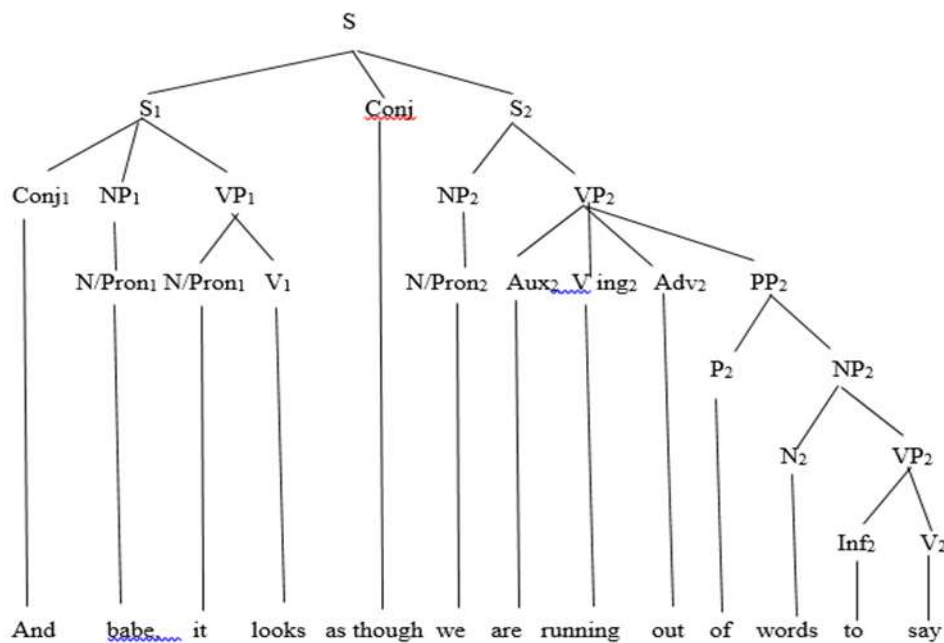 S
S₁ Conj S₂
Conj₁ NP₁ VP₁ NP₂ VP₂
N/Pron₁ N/Pron₁ V₁ N/Pron₂ Aux₂ V ing₂ Adv₂ PP₂
P₂ NP₂
N₂ VP₂
Inf₂ V₂
And babe, it looks as though we are running out of words to say